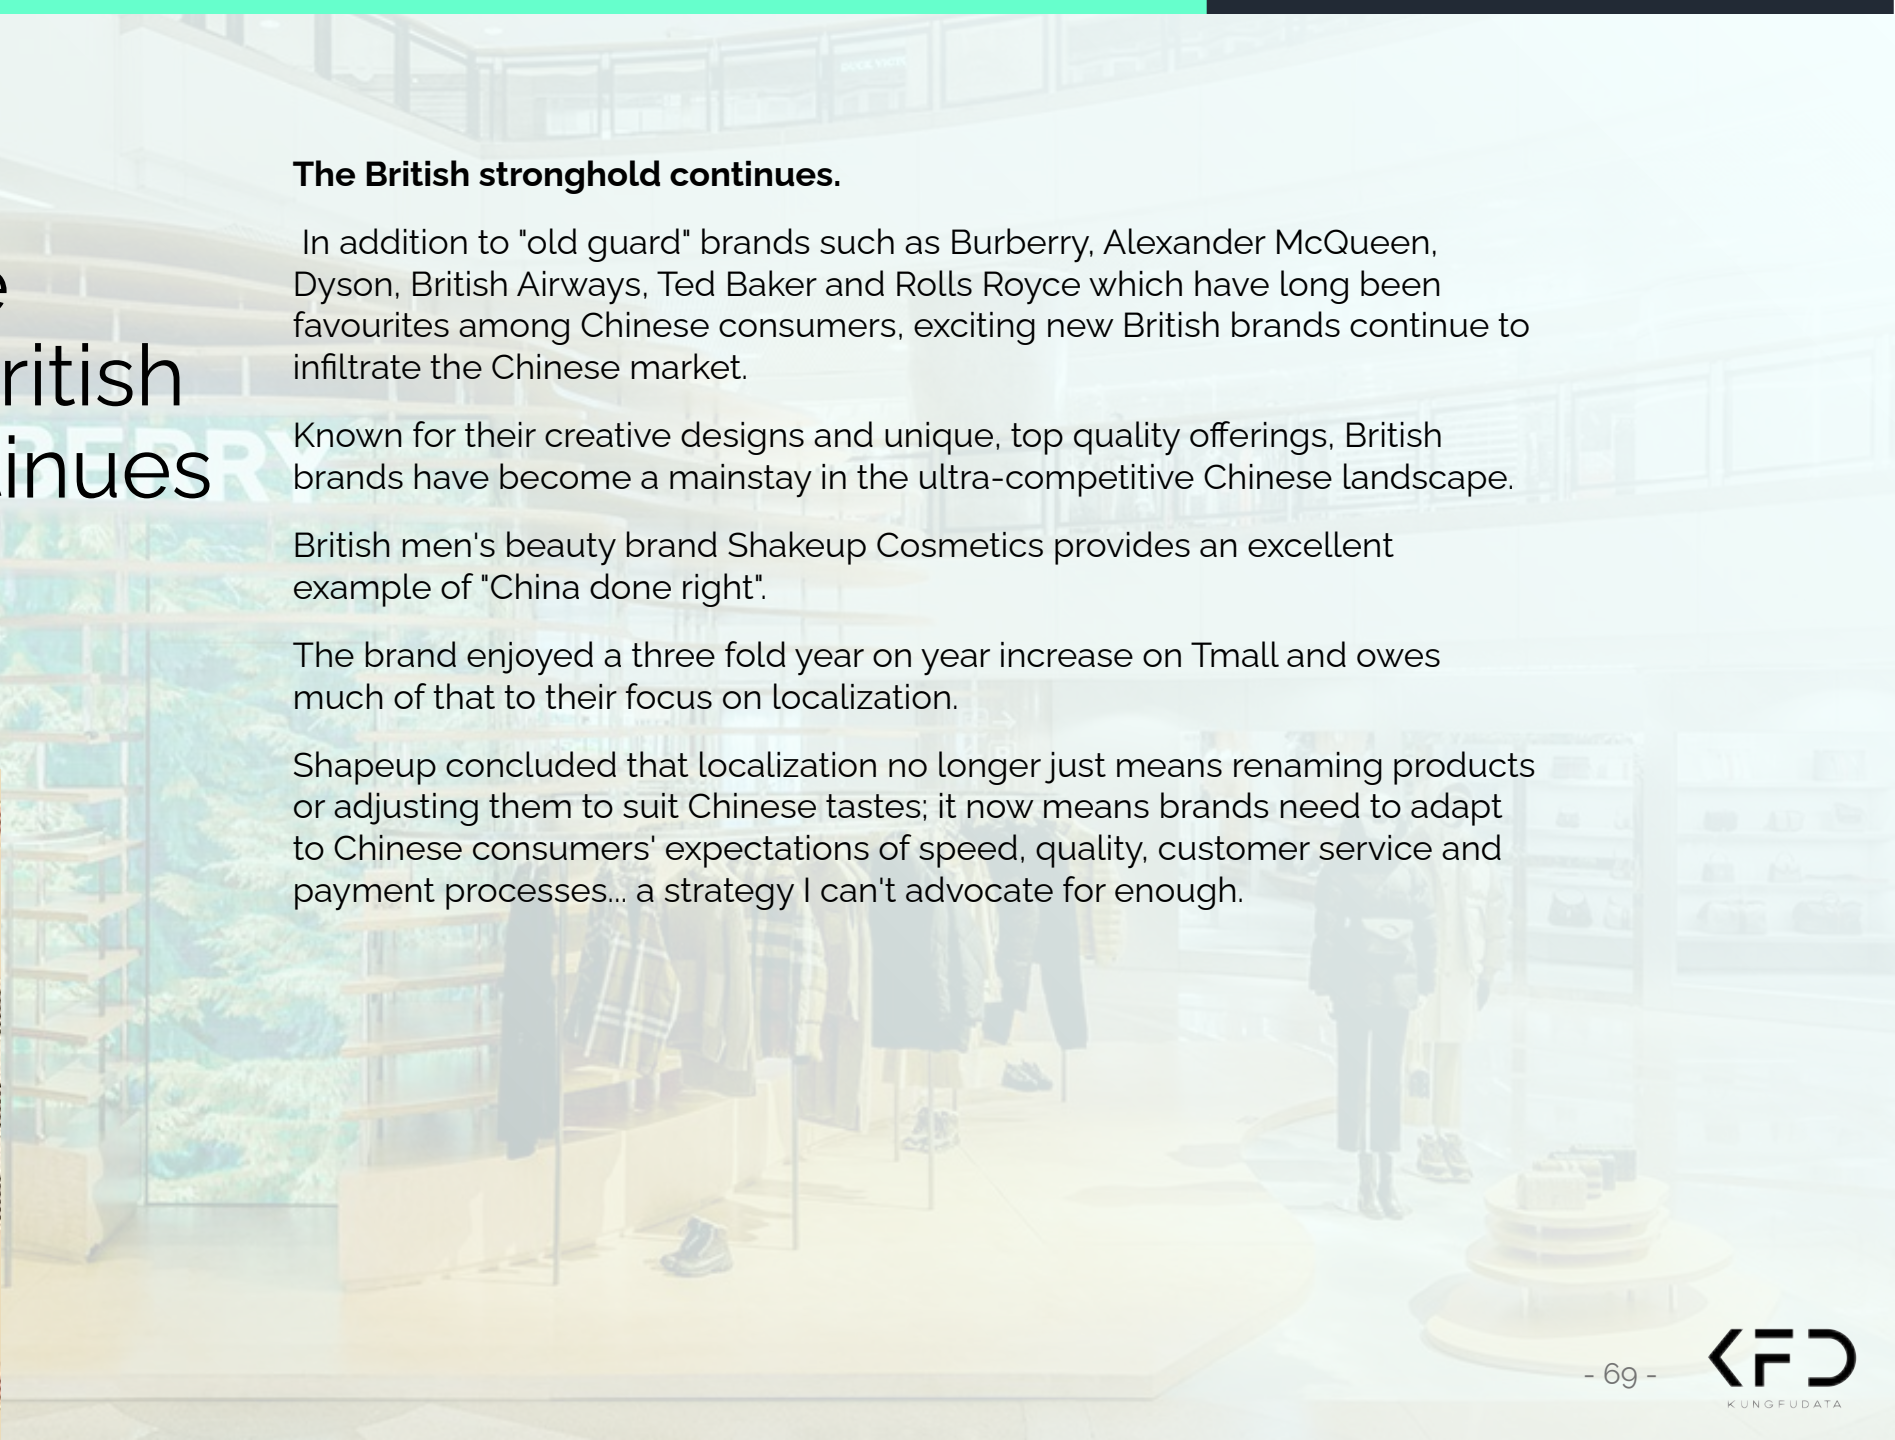 e
ritish
inues
The British stronghold continues.
In addition to "old guard" brands such as Burberry, Alexander McQueen,
Dyson, British Airways, Ted Baker and Rolls Royce which have long been
favourites among Chinese consumers, exciting new British brands continue to
infiltrate the Chinese market.
Known for their creative designs and unique, top quality offerings, British
brands have become a mainstay in the ultra-competitive Chinese landscape.
British men's beauty brand Shakeup Cosmetics provides an excellent
example of "China done right".
The brand enjoyed a three fold year on year increase on Tmall and owes
much of that to their focus on localization.
Shapeup concluded that localization no longer just means renaming products
or adjusting them to suit Chinese tastes; it now means brands need to adapt
to Chinese consumers' expectations of speed, quality, customer service and
payment processes... a strategy I can't advocate for enough.
BERRY
- 69 -
KFD
KUNGFUDATA